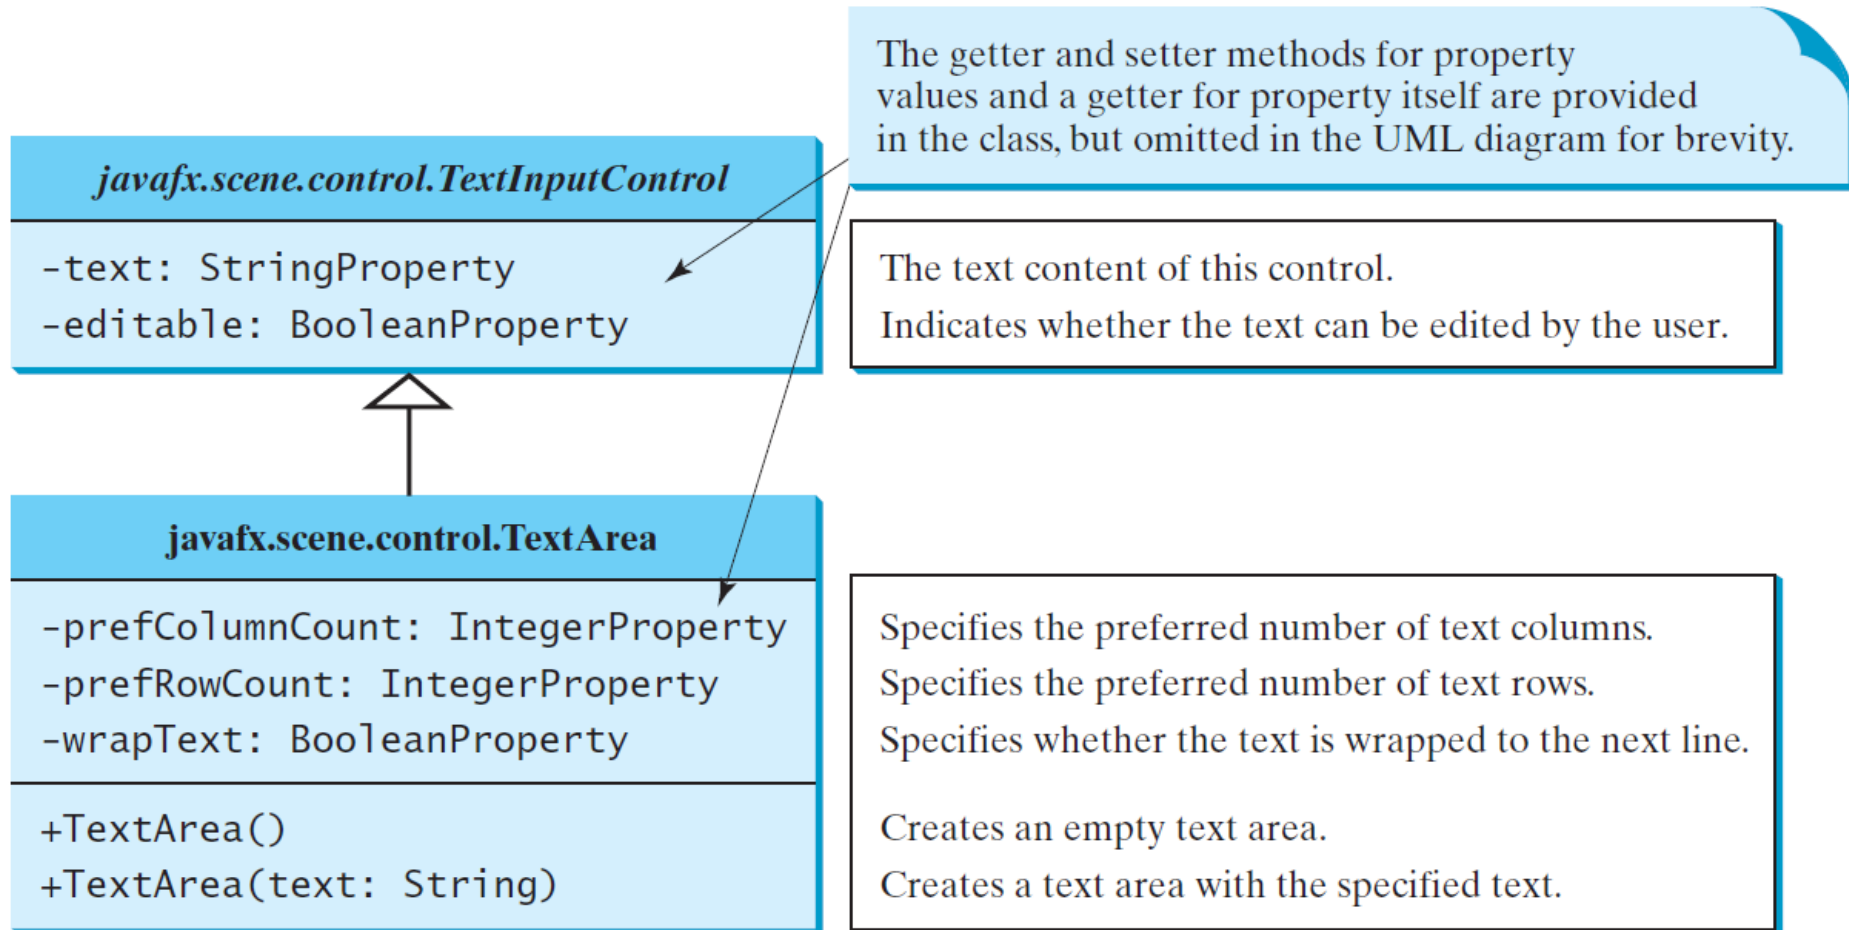 The getter and setter methods for property
values and a getter for property itself are provided
in the class, but omitted in the UML diagram for brevity.
javafx.scene.control.TextInputControl
-text: StringProperty
-editable: BooleanProperty
The text content of this control.
Indicates whether the text can be edited by the user.
javafx.scene.control.TextArea
-prefColumnCount: IntegerProperty
-prefRowCount: IntegerProperty
-wrapText: BooleanProperty
Specifies the preferred number of text columns.
Specifies the preferred number of text rows.
Specifies whether the text is wrapped to the next line.
+TextArea()
+TextArea(text: String)
Creates an empty text area.
Creates a text area with the specified text.